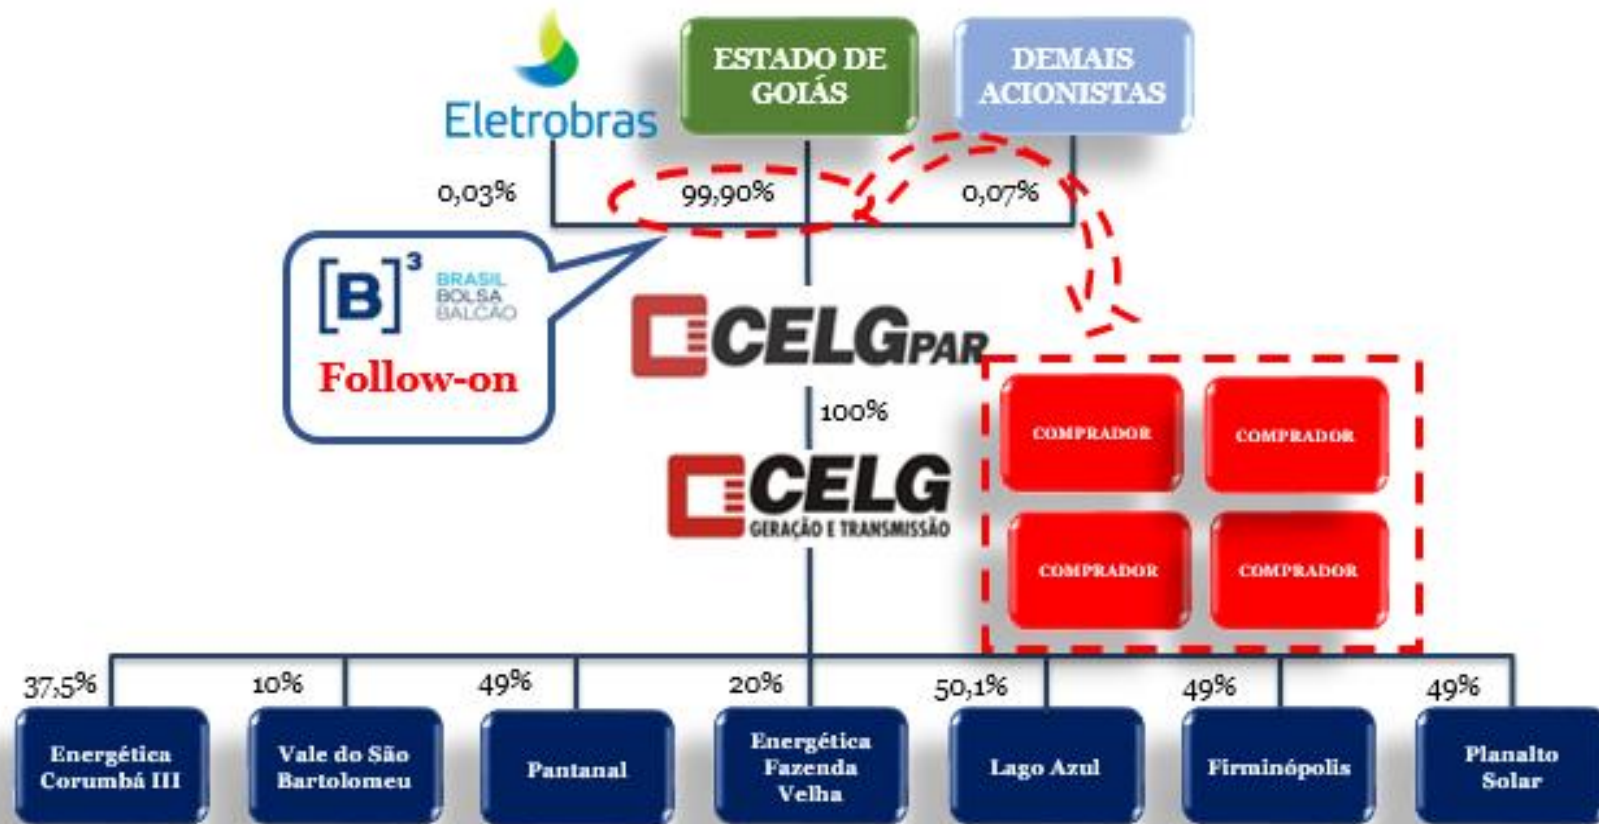 Eletrobras
ESTADO DE
GOIÁS
DEMAIS
ACIONISTAS
0,03%
99,90%
0,07%
[B]³
BRASIL
BOLSA
BALCÃO
Follow-on
CELGPAR
100%
CELG
GERAÇÃO E TRANSMISSÃO
COMPRADOR
COMPRADOR
COMPRADOR
COMPRADOR
37,5%
10%
49%
20%
50,1%
49%
49%
Energética
Corumbá III
Vale do São
Bartolomeu
Pantanal
Energética
Fazenda
Velha
Lago Azul
Firminópolis
Planalto
Solar